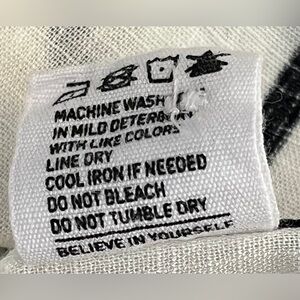 MACHINE WASH
IN MILD DETERGENT
WITH LIKE COLORS
LINE DRY
COOL IRON IF NEEDED
DO NOT BLEACH
DO NOT TUMBLE DRY
BELIEVE IN YOURSELF